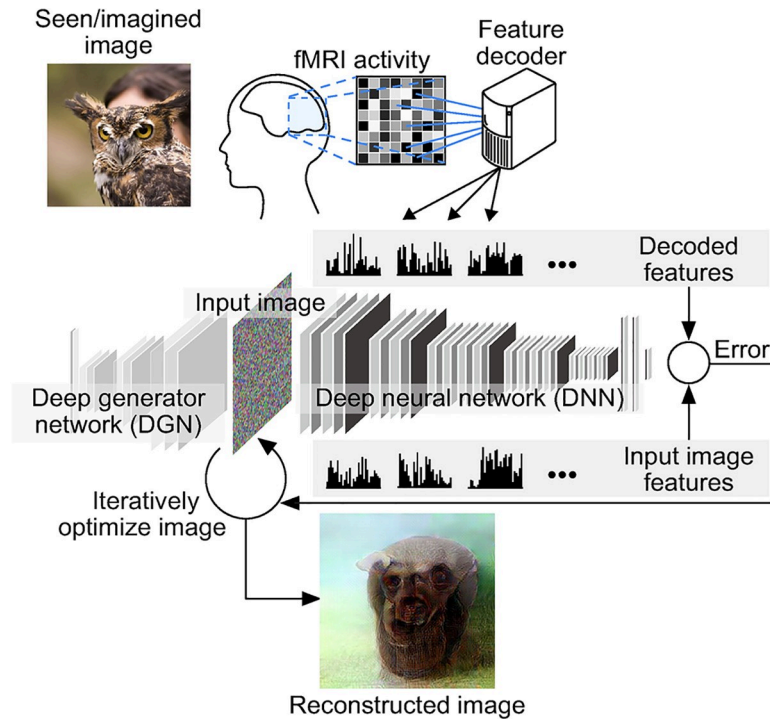 Seen/imagined
image
fMRI activity
Feature
decoder
Decoded
features
Input image
Error
Deep generator
network (DGN)
Deep neural network (DNN)
Input image
features
Iteratively
optimize image
Reconstructed image